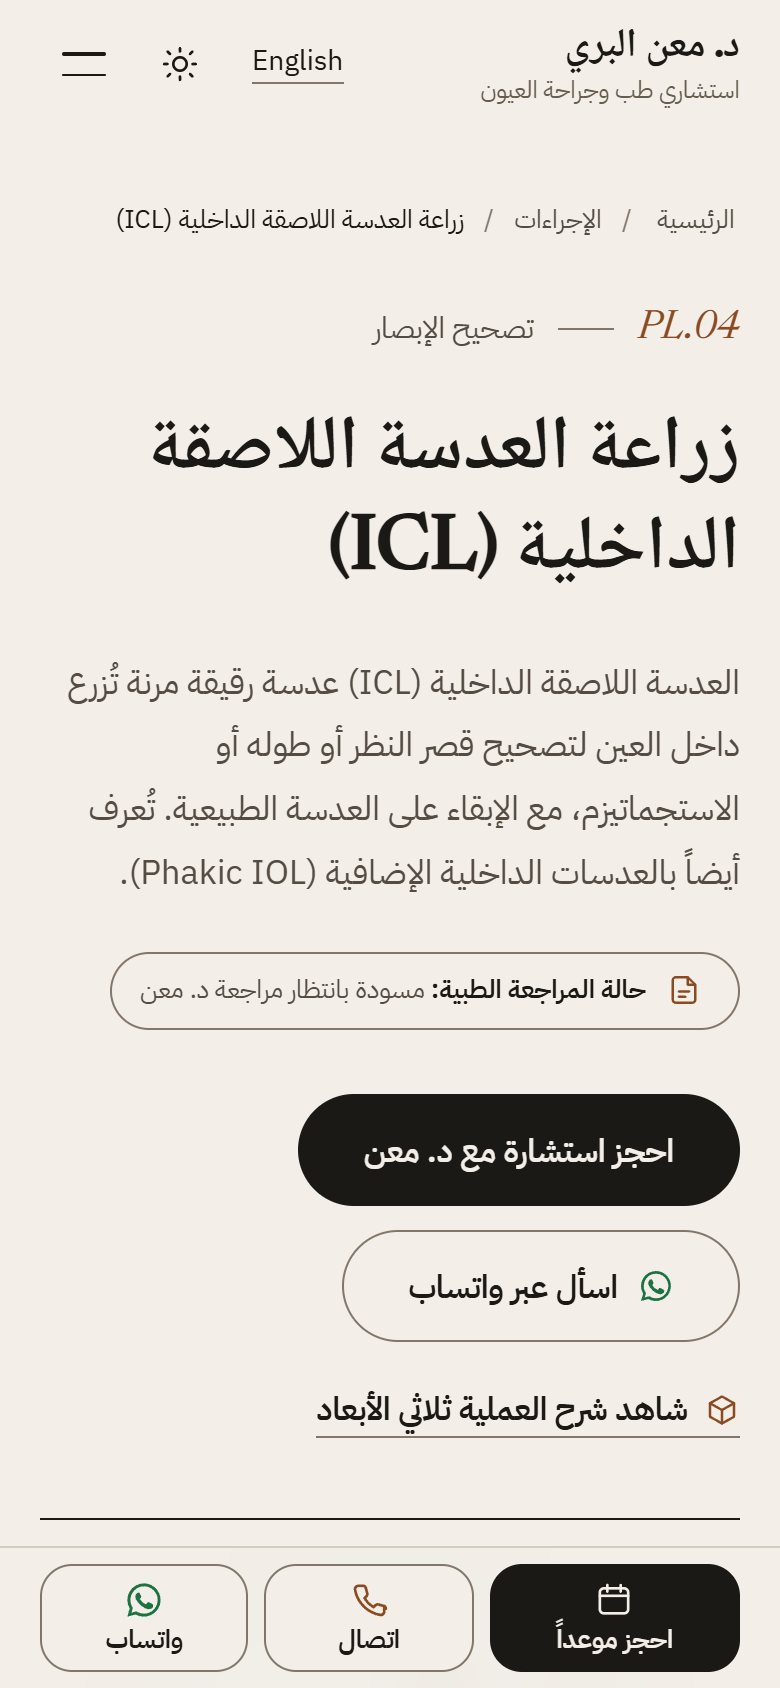 د. معن البري
استشاري طب وجراحة العيون
English
الرئيسية / الإجراءات / زراعة العدسة اللاصقة الداخلية (ICL)
PL.04 — تصحيح الإبصار
زراعة العدسة اللاصقة
الداخلية (ICL)
العدسة اللاصقة الداخلية (ICL) عدسة رقيقة مرنة تُزرع
داخل العين لتصحيح قصر النظر أو طوله أو
الاستجماتيزم، مع الإبقاء على العدسة الطبيعية. تُعرف
أيضاً بالعدسات الداخلية الإضافية (Phakic IOL).
حالة المراجعة الطبية: مسودة بانتظار مراجعة د. معن
احجز استشارة مع د. معن
اسأل عبر واتساب
شاهد شرح العملية ثلاثي الأبعاد
احجز موعداً
اتصال
واتساب